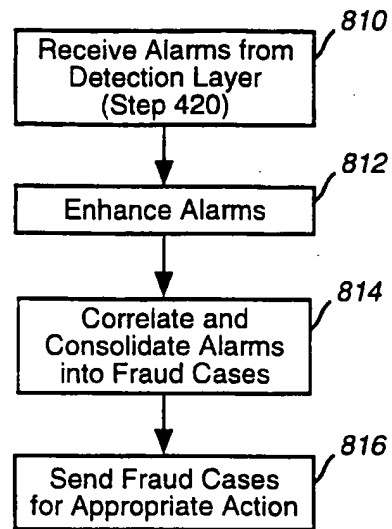 810
Receive Alarms from
Detection Layer
(Step 420)
812
Enhance Alarms
814
Correlate and
Consolidate Alarms
into Fraud Cases
816
Send Fraud Cases
for Appropriate Action